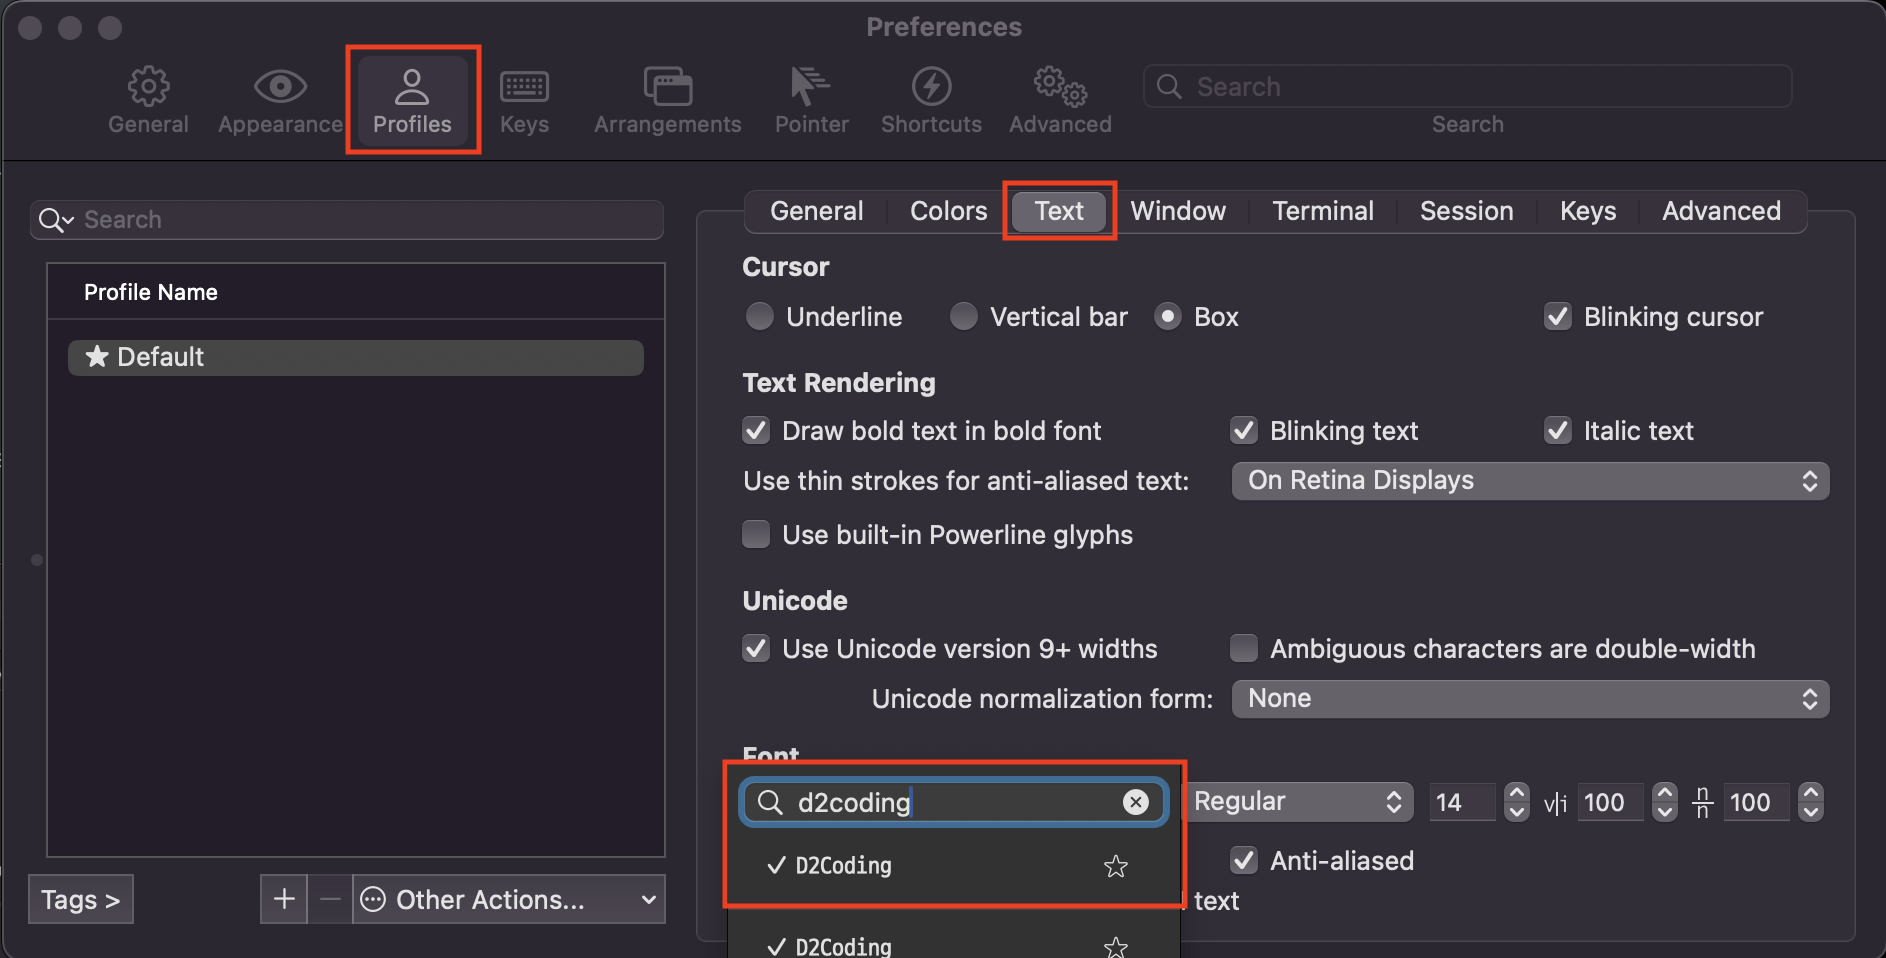 Preferences
General
Appearance
Profiles
Keys
Arrangements
Pointer
Shortcuts
Advanced
Search
Search
Search
General
Colors
Text
Window
Terminal
Session
Keys
Advanced
Profile Name
★ Default
Cursor
Underline
Vertical bar
Box
Blinking cursor
Text Rendering
Draw bold text in bold font
Blinking text
Italic text
Use thin strokes for anti-aliased text:
On Retina Displays
Use built-in Powerline glyphs
Unicode
Use Unicode version 9+ widths
Ambiguous characters are double-width
Unicode normalization form:
None
Font
d2coding
Regular
14
v|i
100
n
n
100
✓ D2Coding
Anti-aliased
text
✓ D2Coding
Tags >
+
−
Other Actions...